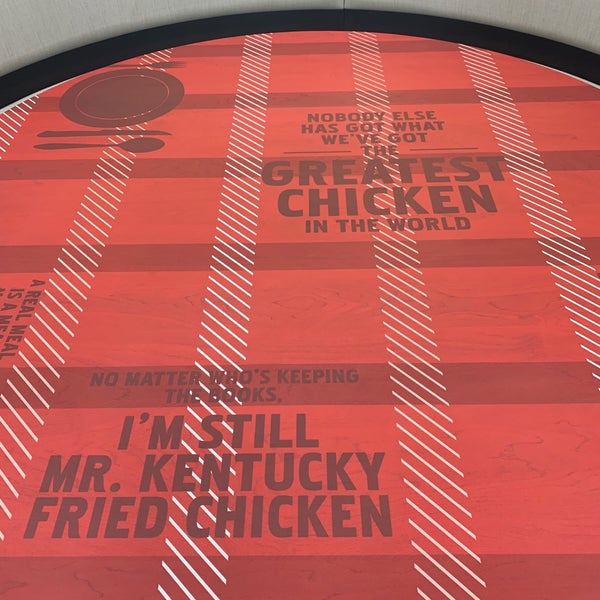 NOBODY ELSE
HAS GOT WHAT
WE'VE GOT
THE
GREATEST
CHICKEN
IN THE WORLD
A REAL MEAL
IS A MEAL
NO MATTER WHO'S KEEPING
THE BOOKS,
I'M STILL
MR. KENTUCKY
FRIED CHICKEN